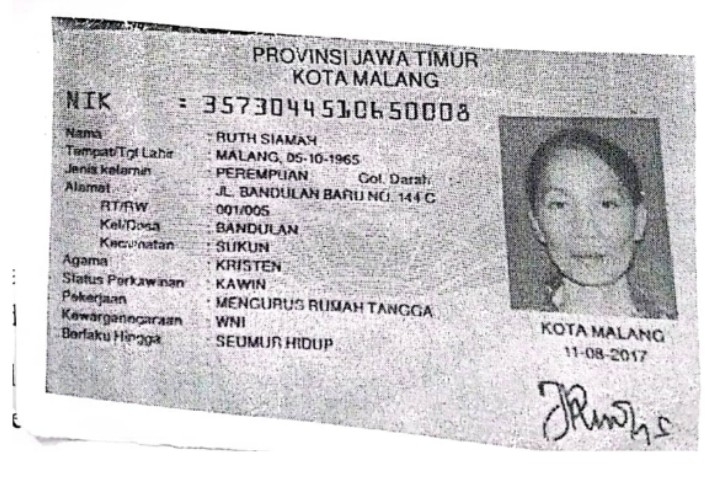 PROVINSI JAWA TIMUR
KOTA MALANG
NIK : 3573044510650008
Nama : RUTH SIAMAH
Tempat/Tgl Lahir : MALANG, 05-10-1965
Jenis kelamin : PEREMPUAN Gol. Darah : -
Alamat : JL. BANDULAN BARU NO. 144 C
RT/RW : 001/005
Kel/Desa : BANDULAN
Kecamatan : SUKUN
Agama : KRISTEN
Status Perkawinan : KAWIN
Pekerjaan : MENGURUS RUMAH TANGGA
Kewarganegaraan : WNI
Berlaku Hingga : SEUMUR HIDUP
KOTA MALANG
11-08-2017